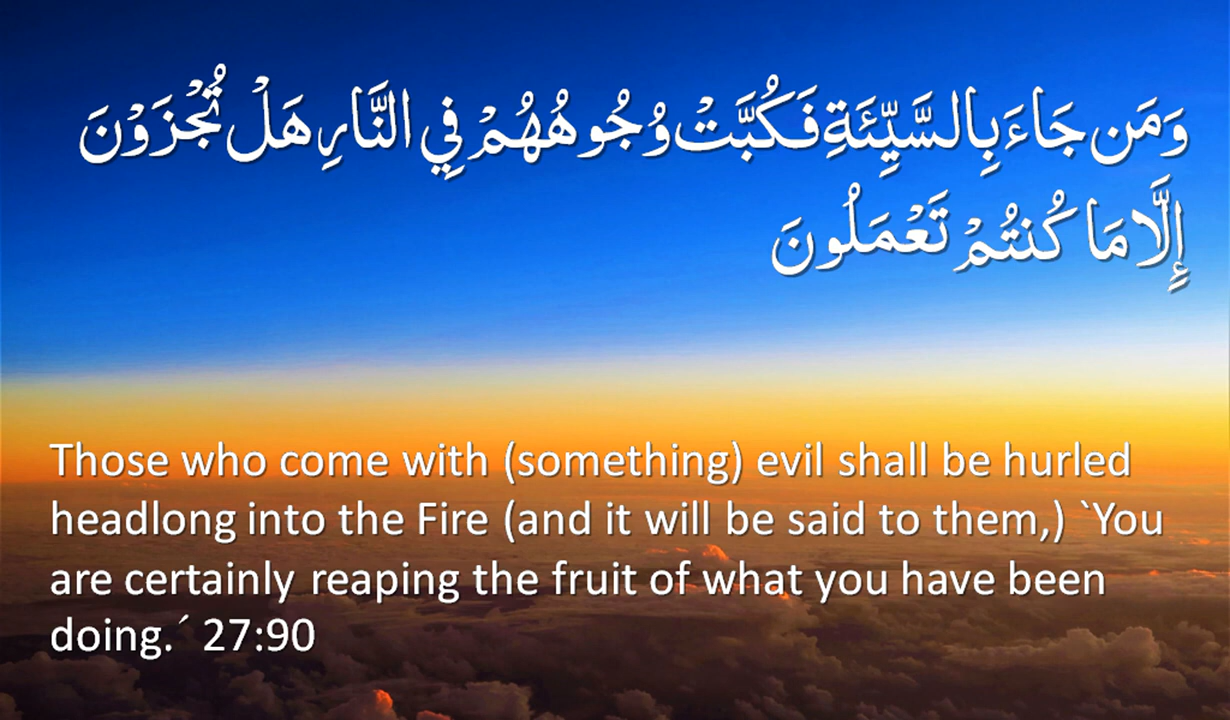 وَمَن جَاءَ بِالسَّيِّئَةِ فَكُبَّتْ وُجُوهُهُمْ فِي النَّارِ هَلْ تُجْزَوْنَ
إِلَّا مَا كُنتُمْ تَعْمَلُونَ
Those who come with (something) evil shall be hurled
headlong into the Fire (and it will be said to them,) `You
are certainly reaping the fruit of what you have been
doing.´ 27:90